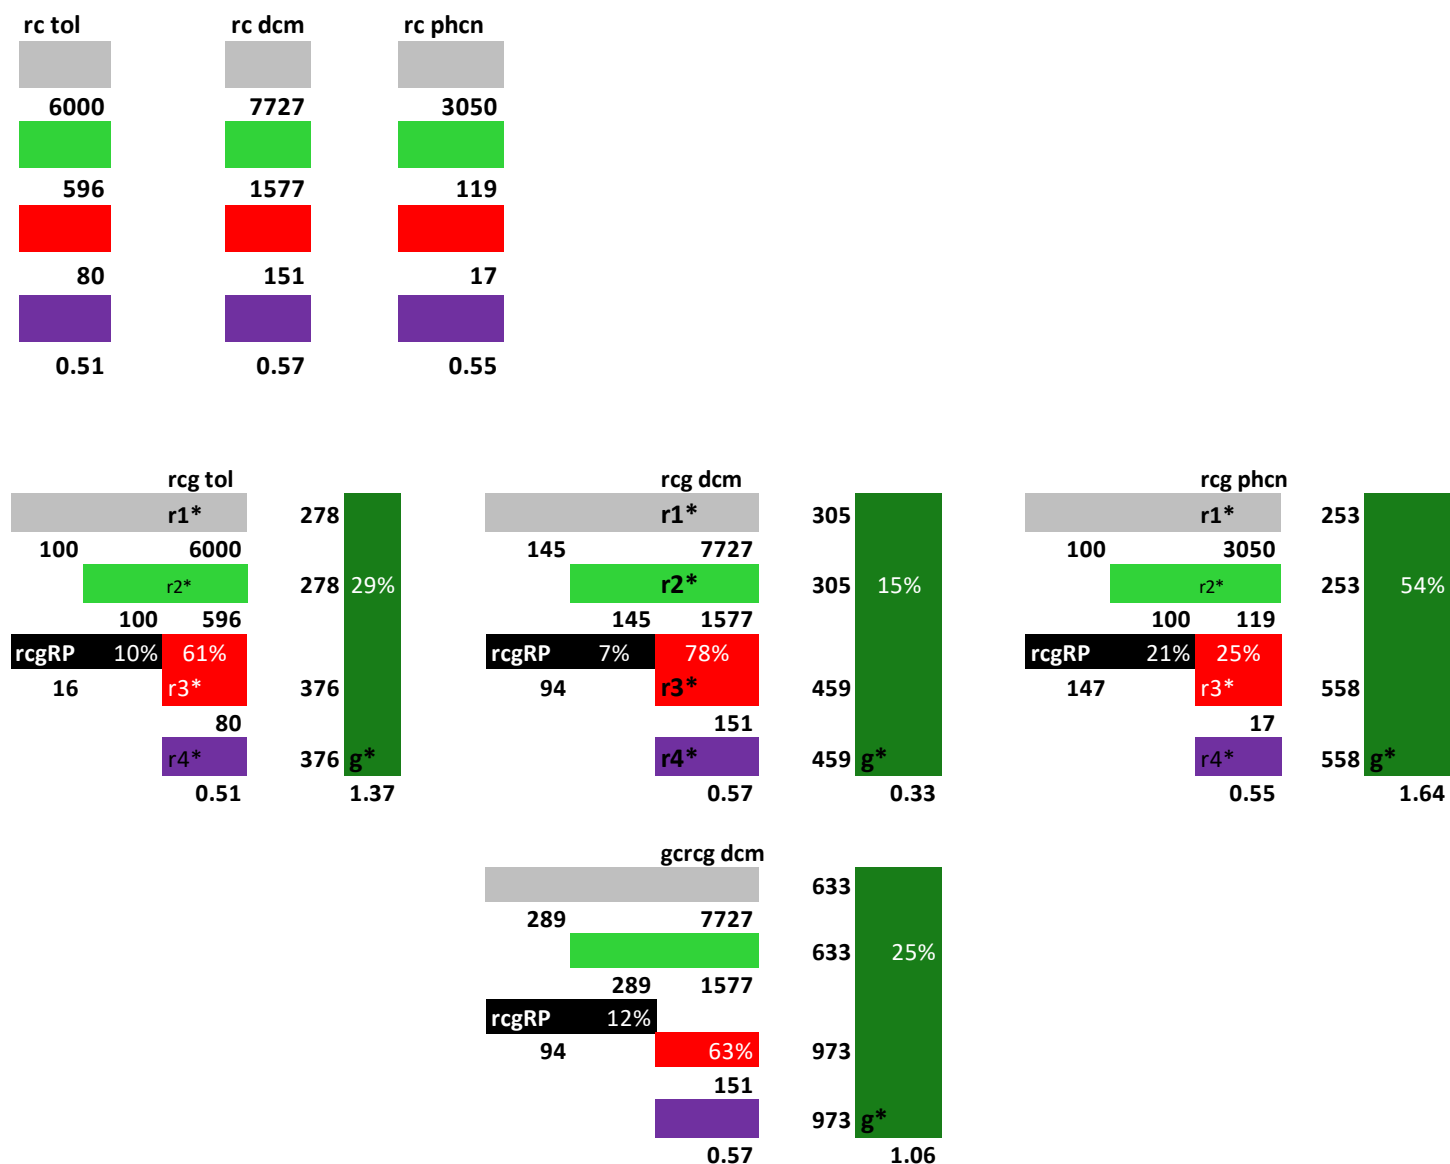 rc tol rc dcm rc phcn
6000 7727 3050
596 1577 119
80 151 17
0.51 0.57 0.55
rcg tol rcg dcm rcg phcn
r1* 278 r1* 305 r1* 253
100 6000 145 7727 100 3050
r2* 278 29% r2* 305 15% r2* 253 54%
100 596 145 1577 100 119
rcgRP 10% 61% rcgRP 7% 78% rcgRP 21% 25%
16 r3* 376 94 r3* 459 147 r3* 558
80 151 17
r4* 376 g* r4* 459 g* r4* 558 g*
0.51 1.37 0.57 0.33 0.55 1.64
gcrcg dcm
633
289 7727
633 25%
289 1577
rcgRP 12%
94 63% 973
151
973 g*
0.57 1.06